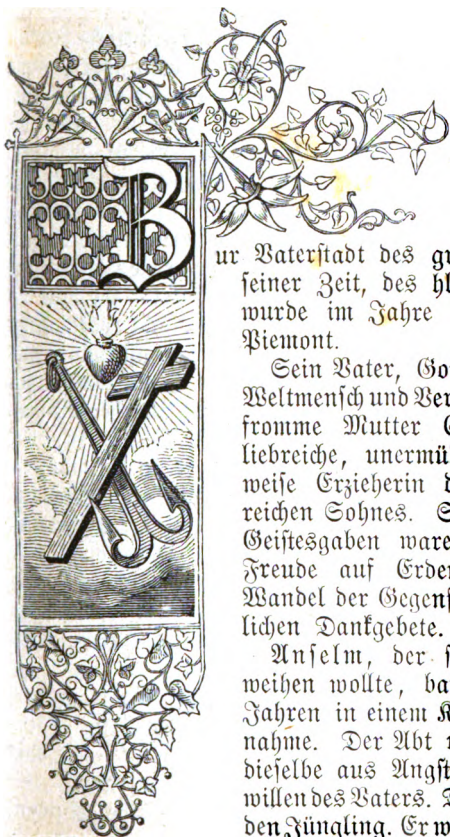 Zur Vaterstadt des gr
seiner Zeit, des hl
wurde im Jahre
Piemont.
Sein Vater, Go
Weltmensch und Ver
fromme Mutter
liebreiche, unermü
weise Erzieherin d
reichen Sohnes. S
Geistesgaben ware
Freude auf Erde
Wandel der Gegens
lichen Dankgebete.
Anselm, der s
weihen wollte, ba
Jahren in einem K
nahme. Der Abt
dieselbe aus Angst
willen des Vaters.
den Jüngling. Er w